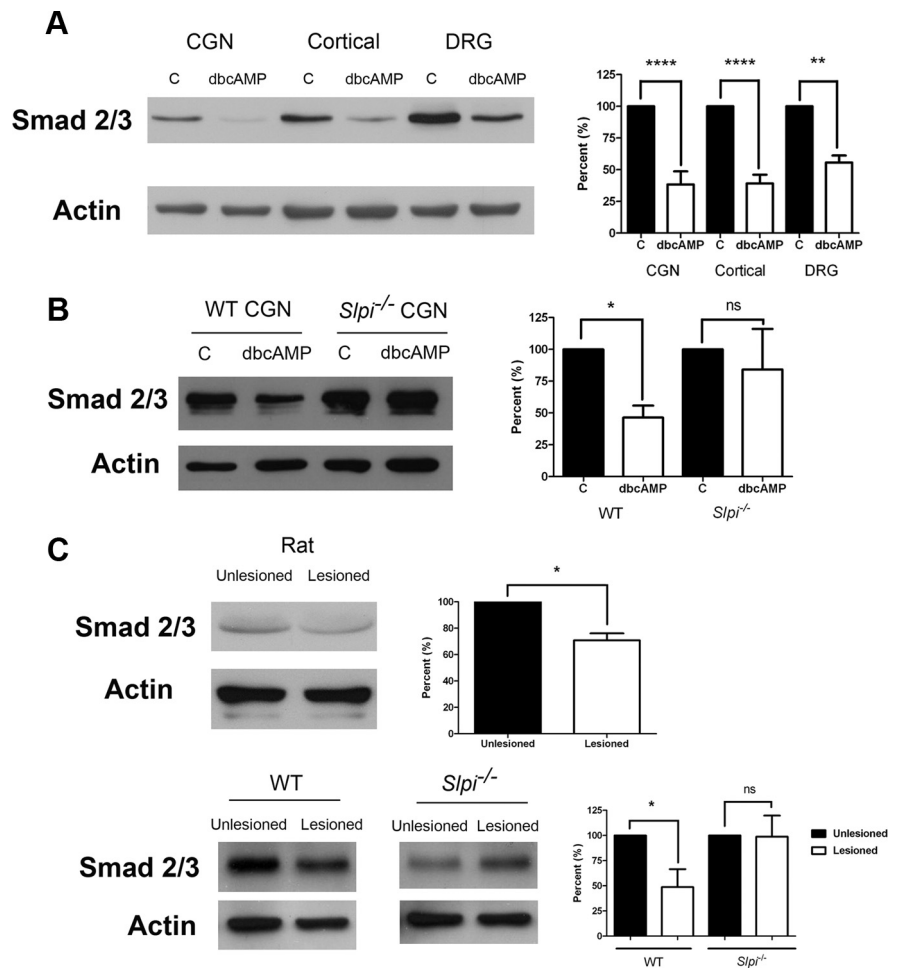 A
CGN Cortical DRG
C dbcAMP C dbcAMP C dbcAMP
Smad 2/3
Actin
**** **** **
125
100
75
50
25
0
Percent (%)
C dbcAMP C dbcAMP C dbcAMP
CGN Cortical DRG
B
WT CGN Slpi-/- CGN
C dbcAMP C dbcAMP
Smad 2/3
Actin
* ns
125
100
75
50
25
0
Percent (%)
C dbcAMP C dbcAMP
WT Slpi-/-
C
Rat
Unlesioned Lesioned
Smad 2/3
Actin
*
100
80
60
40
20
0
Percent (%)
Unlesioned Lesioned
WT Slpi-/-
Unlesioned Lesioned Unlesioned Lesioned
Smad 2/3
Actin
* ns
125
100
75
50
25
0
Percent (%)
WT Slpi-/-
Unlesioned
Lesioned